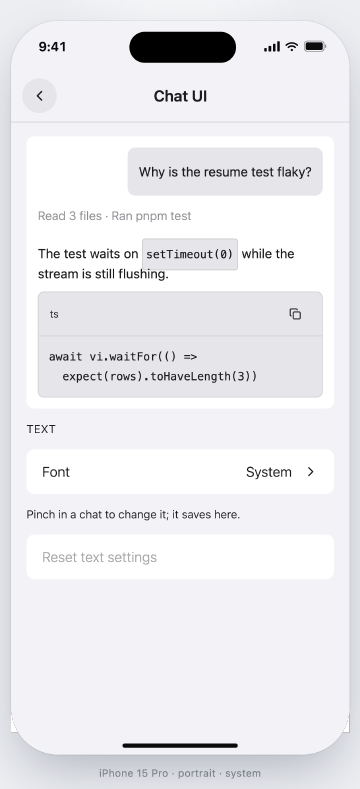 9:41
Chat UI
Why is the resume test flaky?
Read 3 files · Ran pnpm test
The test waits on setTimeout(0) while the
stream is still flushing.
ts
await vi.waitFor(() =>
expect(rows).toHaveLength(3))
TEXT
Font System
Pinch in a chat to change it; it saves here.
Reset text settings
iPhone 15 Pro · portrait · system